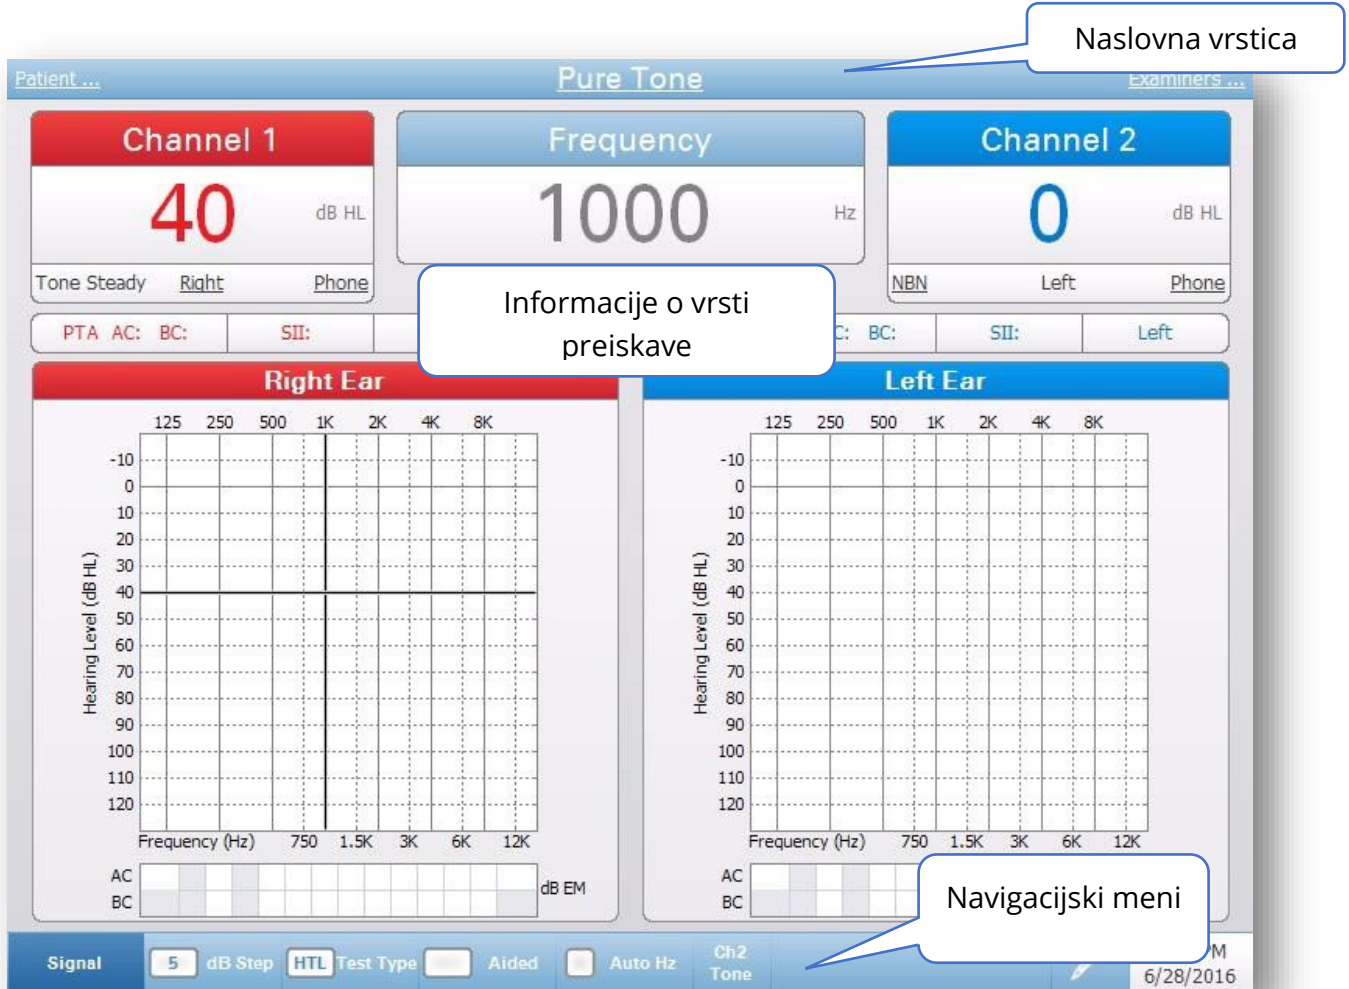 Naslovna vrstica
Patient ...
Pure Tone
Examiners ...
Channel 1
Frequency
Channel 2
40 dB HL
1000 Hz
0 dB HL
Tone Steady Right Phone
NBN Left Phone
Informacije o vrsti
preiskave
PTA AC: BC: SII:
C: BC: SII: Left
Right Ear
Left Ear
125 250 500 1K 2K 4K 8K
125 250 500 1K 2K 4K 8K
Hearing Level (dB HL)
-10
0
10
20
30
40
50
60
70
80
90
100
110
120
Hearing Level (dB HL)
-10
0
10
20
30
40
50
60
70
80
90
100
110
120
Frequency (Hz) 750 1.5K 3K 6K 12K
Frequency (Hz) 750 1.5K 3K 6K 12K
AC
BC
dB EM
AC
BC
Navigacijski meni
Signal 5 dB Step HTL Test Type Aided Auto Hz
Ch2
Tone
M
6/28/2016